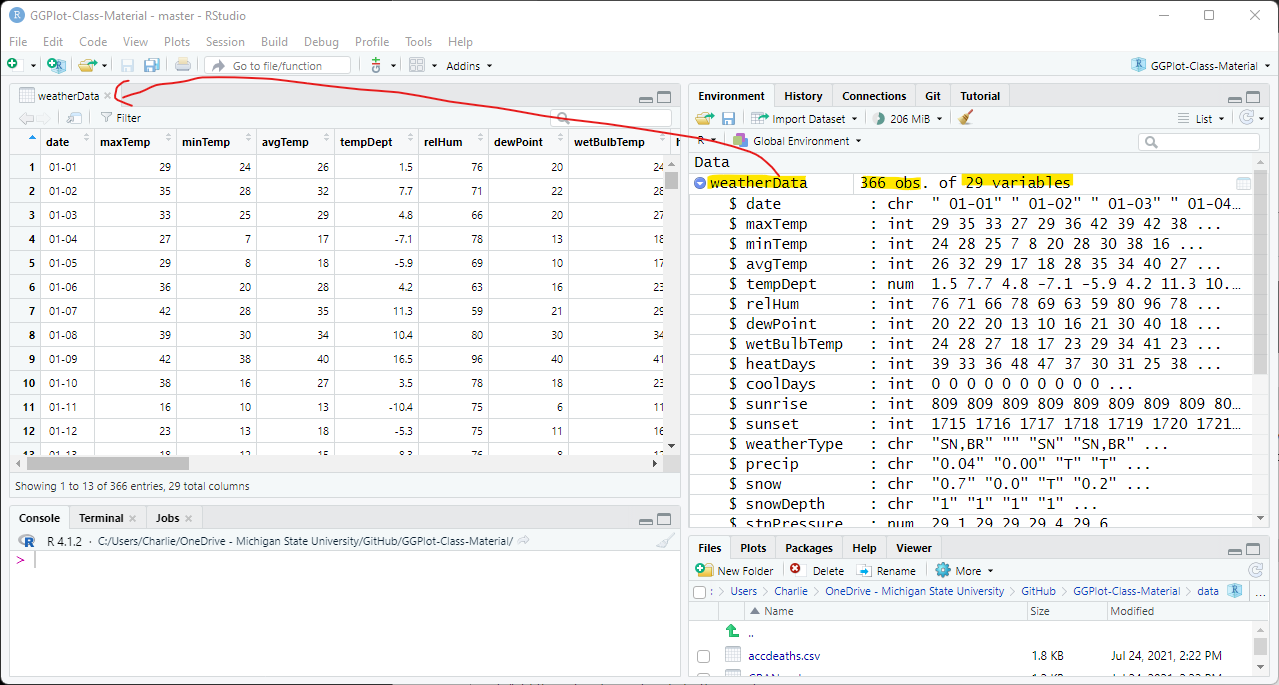 GGPlot-Class-Material - master - RStudio
File Edit Code View Plots Session Build Debug Profile Tools Help
Go to file/function Addins GGPlot-Class-Material
weatherData
Filter
date maxTemp minTemp avgTemp tempDept relHum dewPoint wetBulbTemp
1 01-01 29 24 26 1.5 76 20 24
2 01-02 35 28 32 7.7 71 22 28
3 01-03 33 25 29 4.8 66 20 27
4 01-04 27 7 17 -7.1 78 13 18
5 01-05 29 8 18 -5.9 69 10 17
6 01-06 36 20 28 4.2 63 16 23
7 01-07 42 28 35 11.3 59 21 29
8 01-08 39 30 34 10.4 80 30 34
9 01-09 42 38 40 16.5 96 40 41
10 01-10 38 16 27 3.5 78 18 23
11 01-11 16 10 13 -10.4 75 6 11
12 01-12 23 13 18 -5.3 75 11 16
Showing 1 to 13 of 366 entries, 29 total columns
Console Terminal Jobs
R 4.1.2 · C:/Users/Charlie/OneDrive - Michigan State University/GitHub/GGPlot-Class-Material/
>
Environment History Connections Git Tutorial
Import Dataset 206 MiB List
R Global Environment
Data
weatherData 366 obs. of 29 variables
$ date : chr " 01-01" " 01-02" " 01-03" " 01-04...
$ maxTemp : int 29 35 33 27 29 36 42 39 42 38 ...
$ minTemp : int 24 28 25 7 8 20 28 30 38 16 ...
$ avgTemp : int 26 32 29 17 18 28 35 34 40 27 ...
$ tempDept : num 1.5 7.7 4.8 -7.1 -5.9 4.2 11.3 10...
$ relHum : int 76 71 66 78 69 63 59 80 96 78 ...
$ dewPoint : int 20 22 20 13 10 16 21 30 40 18 ...
$ wetBulbTemp : int 24 28 27 18 17 23 29 34 41 23 ...
$ heatDays : int 39 33 36 48 47 37 30 31 25 38 ...
$ coolDays : int 0 0 0 0 0 0 0 0 0 0 ...
$ sunrise : int 809 809 809 809 809 809 809 809 80...
$ sunset : int 1715 1716 1717 1718 1719 1720 1721...
$ weatherType : chr "SN,BR" "" "SN" "SN,BR" ...
$ precip : chr "0.04" "0.00" "T" "T" ...
$ snow : chr "0.7" "0.0" "T" "0.2" ...
$ snowDepth : chr "1" "1" "1" "1" ...
$ stnPressure : num 29.1 29 29 29.4 29.6
Files Plots Packages Help Viewer
New Folder Delete Rename More
Users Charlie OneDrive - Michigan State University GitHub GGPlot-Class-Material data ...
Name Size Modified
..
accdeaths.csv 1.8 KB Jul 24, 2021, 2:22 PM